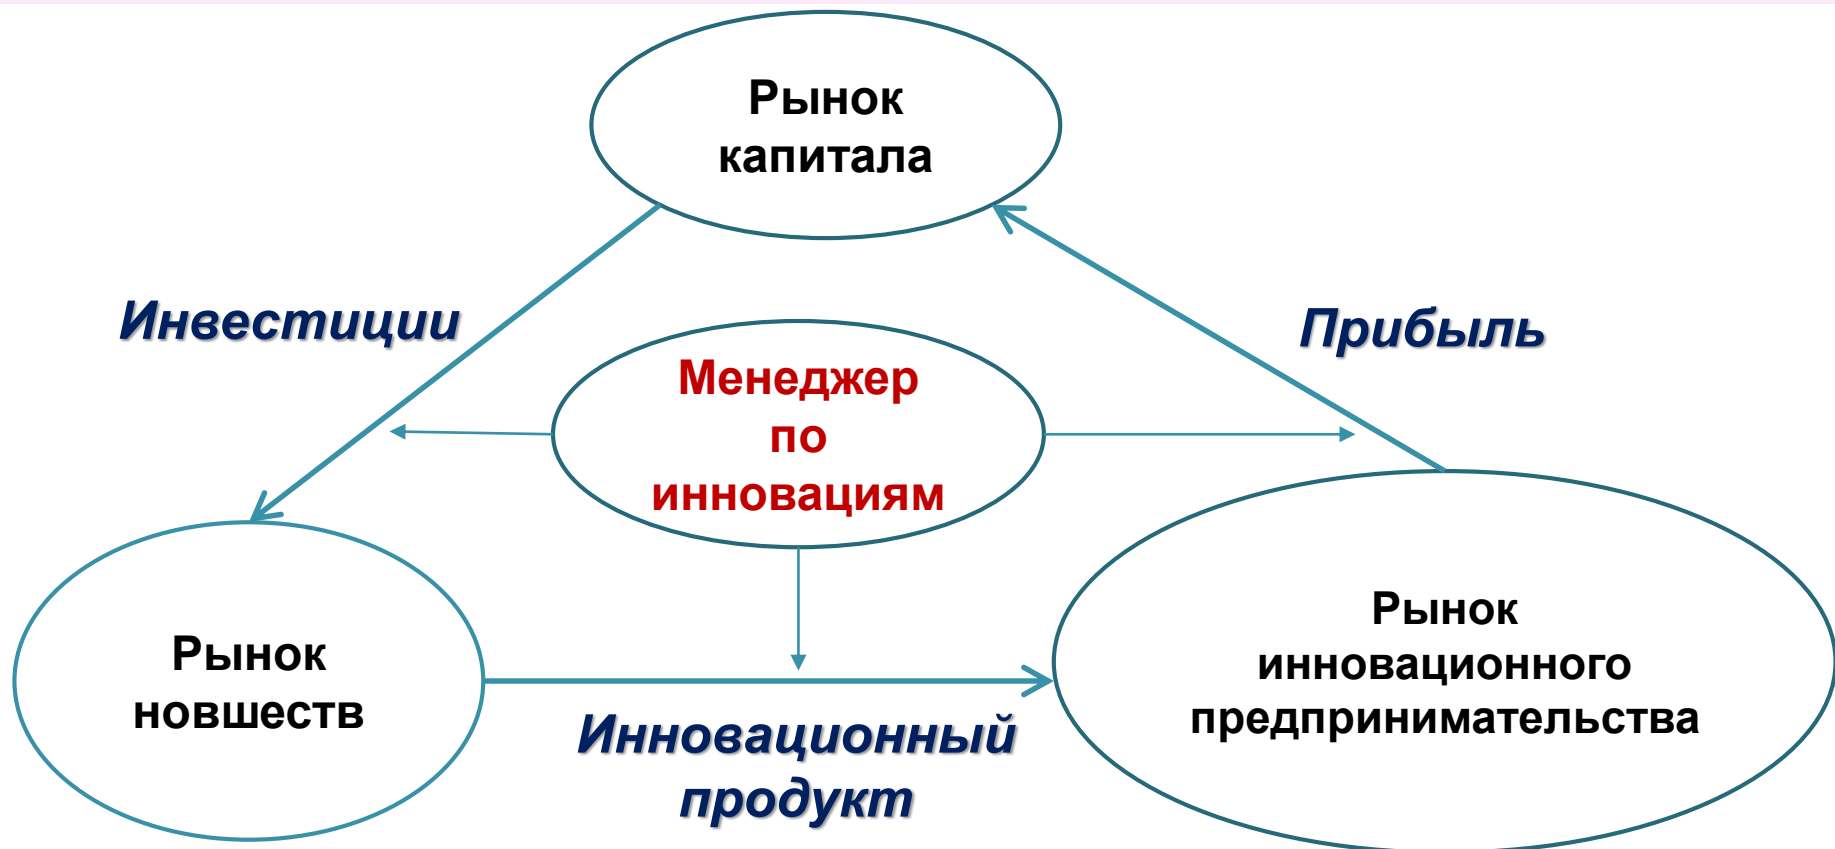 Рынок
капитала
Инвестиции
Прибыль
Менеджер
по
инновациям
Рынок
новшеств
Рынок
инновационного
предпринимательства
Инновационный
продукт